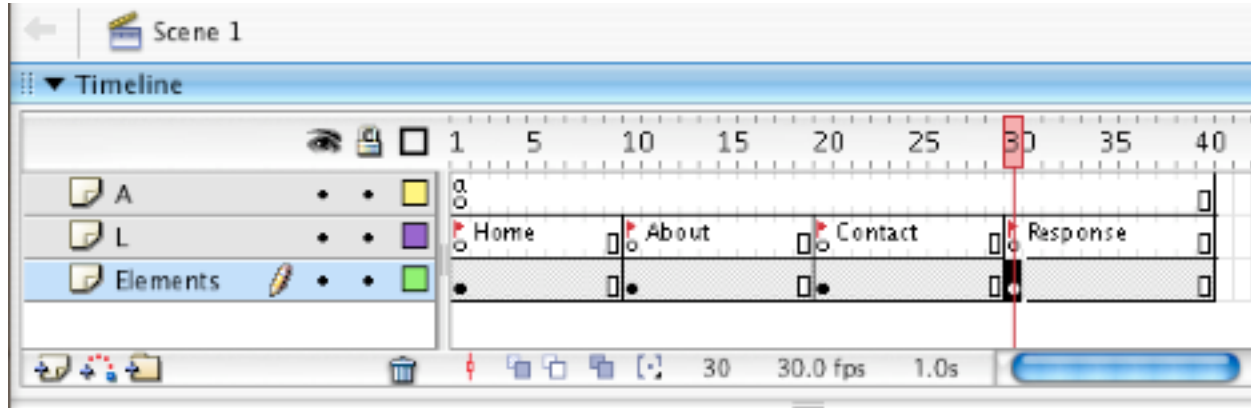 Scene 1
Timeline
1 5 10 15 20 25 30 35 40
A a
L Home About Contact Response
Elements
30 30.0 fps 1.0s